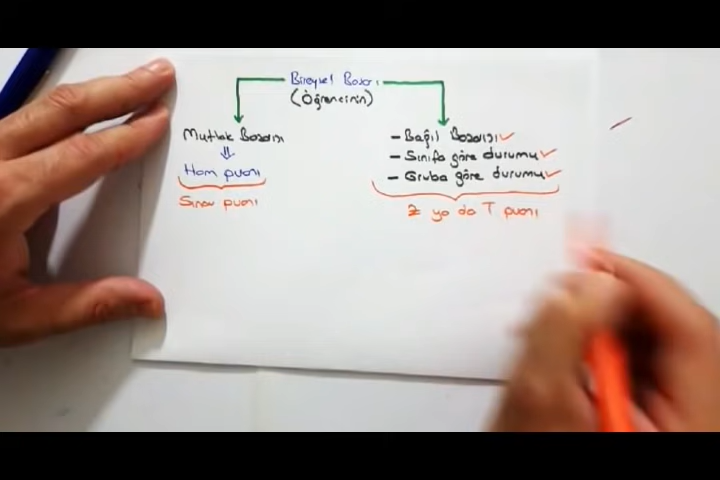 Bireysel Başarı
(Öğrencinin)
Mutlak Başarısı
Ham puanı
Sınav puanı
- Bağıl Başarısı
- Sınıfa göre durumu
- Gruba göre durumu
z ya da T puanı